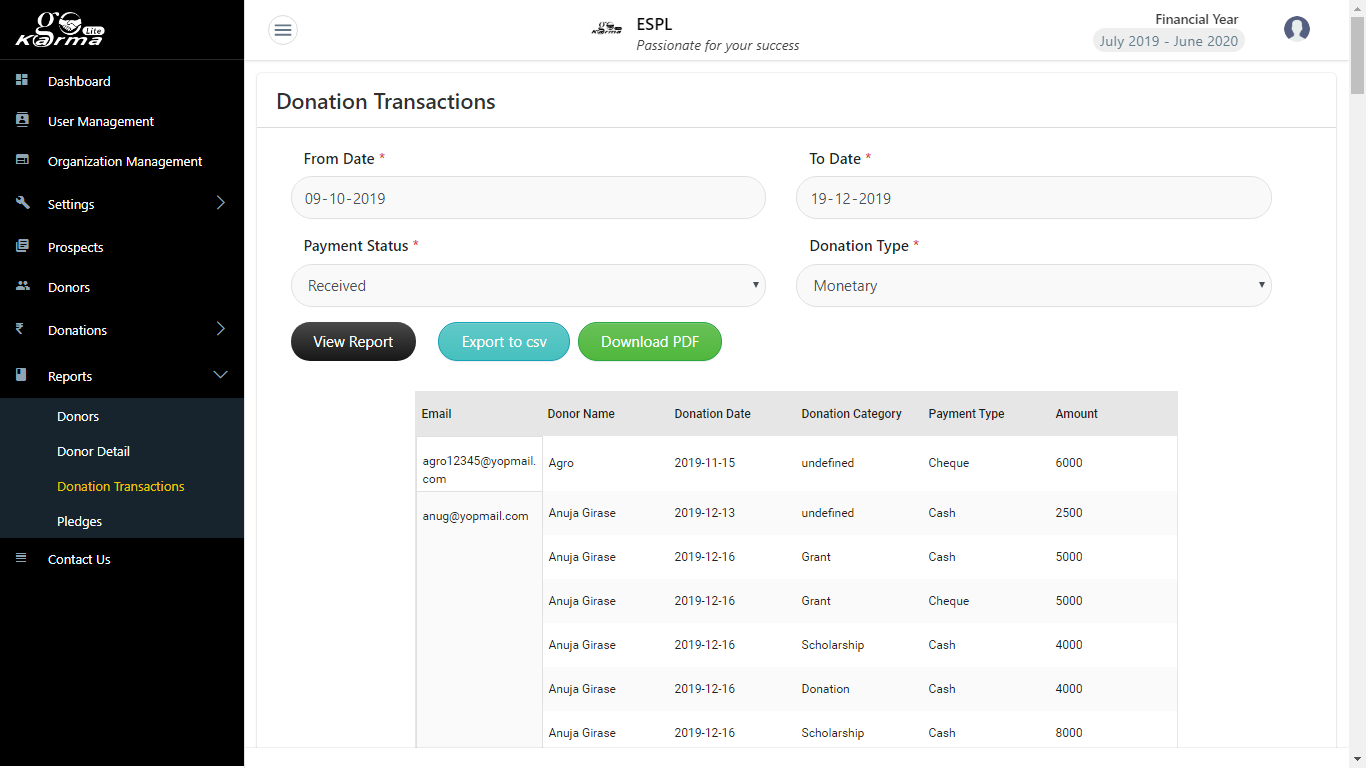 go
Karma Lite
Dashboard
User Management
Organization Management
Settings
Prospects
Donors
Donations
Reports
Donors
Donor Detail
Donation Transactions
Pledges
Contact Us
ESPL
Passionate for your success
Financial Year
July 2019 - June 2020
Donation Transactions
From Date *
To Date *
09-10-2019
19-12-2019
Payment Status *
Donation Type *
Received
Monetary
View Report
Export to csv
Download PDF
Email Donor Name Donation Date Donation Category Payment Type Amount
agro12345@yopmail.
com
Agro 2019-11-15 undefined Cheque 6000
anug@yopmail.com Anuja Girase 2019-12-13 undefined Cash 2500
Anuja Girase 2019-12-16 Grant Cash 5000
Anuja Girase 2019-12-16 Grant Cheque 5000
Anuja Girase 2019-12-16 Scholarship Cash 4000
Anuja Girase 2019-12-16 Donation Cash 4000
Anuja Girase 2019-12-16 Scholarship Cash 8000